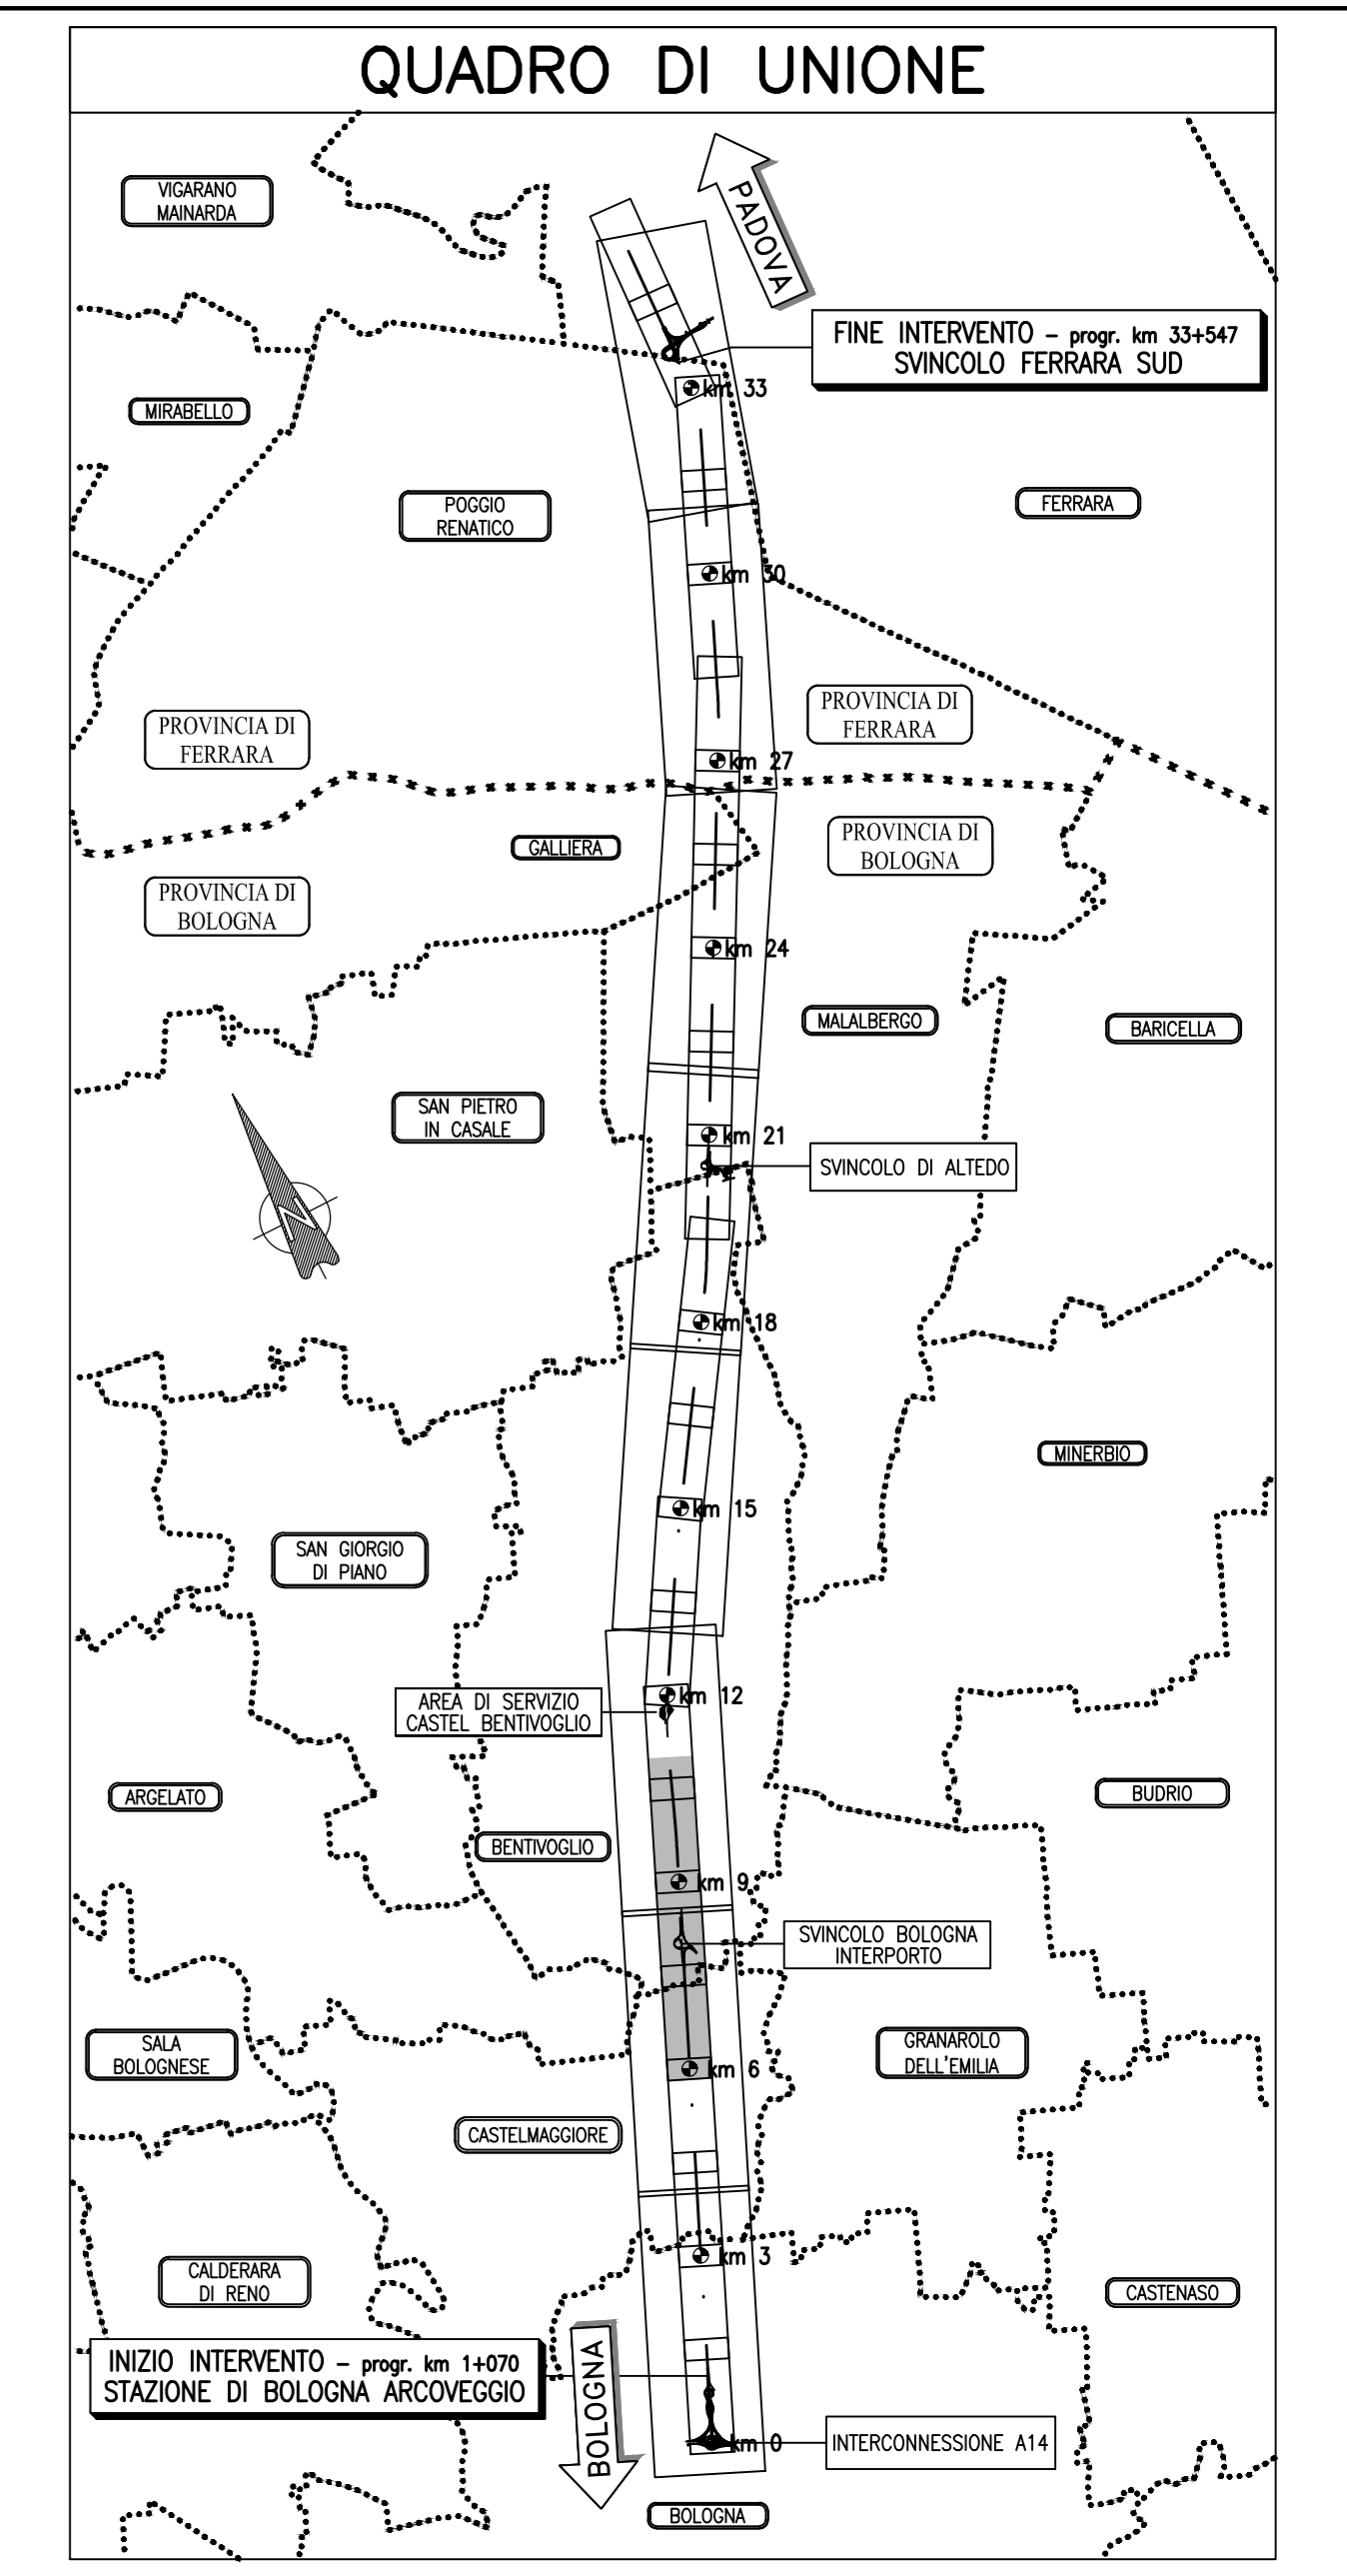 QUADRO DI UNIONE
VIGARANO
MAINARDA
PADOVA
FINE INTERVENTO – progr. km 33+547
SVINCOLO FERRARA SUD
km 33
MIRABELLO
POGGIO
RENATICO
FERRARA
km 30
PROVINCIA DI
FERRARA
PROVINCIA DI
FERRARA
km 27
GALLIERA
PROVINCIA DI
BOLOGNA
PROVINCIA DI
BOLOGNA
km 24
MALALBERGO
BARICELLA
SAN PIETRO
IN CASALE
km 21
SVINCOLO DI ALTEDO
N
km 18
MINERBIO
km 15
SAN GIORGIO
DI PIANO
km 12
AREA DI SERVIZIO
CASTEL BENTIVOGLIO
ARGELATO
BUDRIO
BENTIVOGLIO
km 9
SVINCOLO BOLOGNA
INTERPORTO
SALA
BOLOGNESE
GRANAROLO
DELL'EMILIA
km 6
CASTELMAGGIORE
km 3
CALDERARA
DI RENO
CASTENASO
INIZIO INTERVENTO – progr. km 1+070
STAZIONE DI BOLOGNA ARCOVEGGIO
BOLOGNA
km 0
INTERCONNESSIONE A14
BOLOGNA